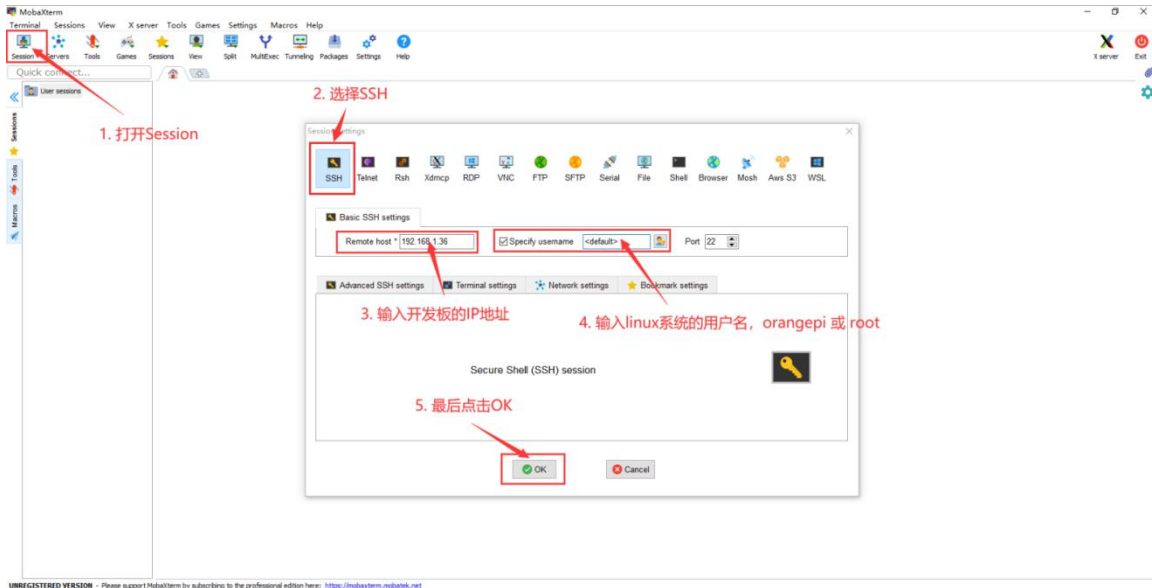 MobaXterm
Terminal Sessions View X server Tools Games Settings Macros Help
Session Servers Tools Games Sessions View Split MultiExec Tunneling Packages Settings Help X server Exit
Quick connect...
User sessions
Sessions
Tools
Macros
1. 打开Session
2. 选择SSH
Session settings
SSH Telnet Rsh Xdmcp RDP VNC FTP SFTP Serial File Shell Browser Mosh Aws S3 WSL
Basic SSH settings
Remote host * 192.168.1.36 Specify username <default> Port 22
Advanced SSH settings Terminal settings Network settings Bookmark settings
3. 输入开发板的IP地址
4. 输入linux系统的用户名，orangepi 或 root
Secure Shell (SSH) session
5. 最后点击OK
OK Cancel
UNREGISTERED VERSION - Please support MobaXterm by subscribing to the professional edition here: https://mobaxterm.mobatek.net